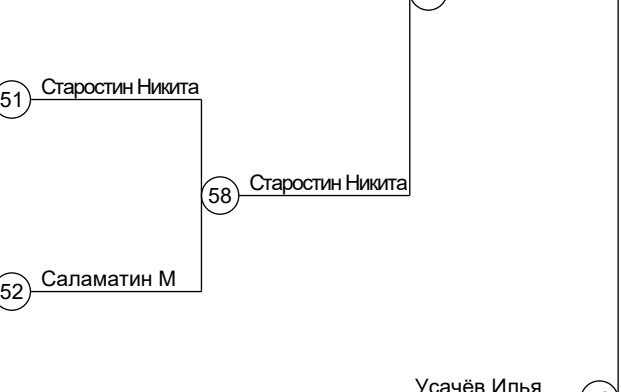 51 Старостин Никита
58 Старостин Никита
52 Саламатин М
Усачёв Илья